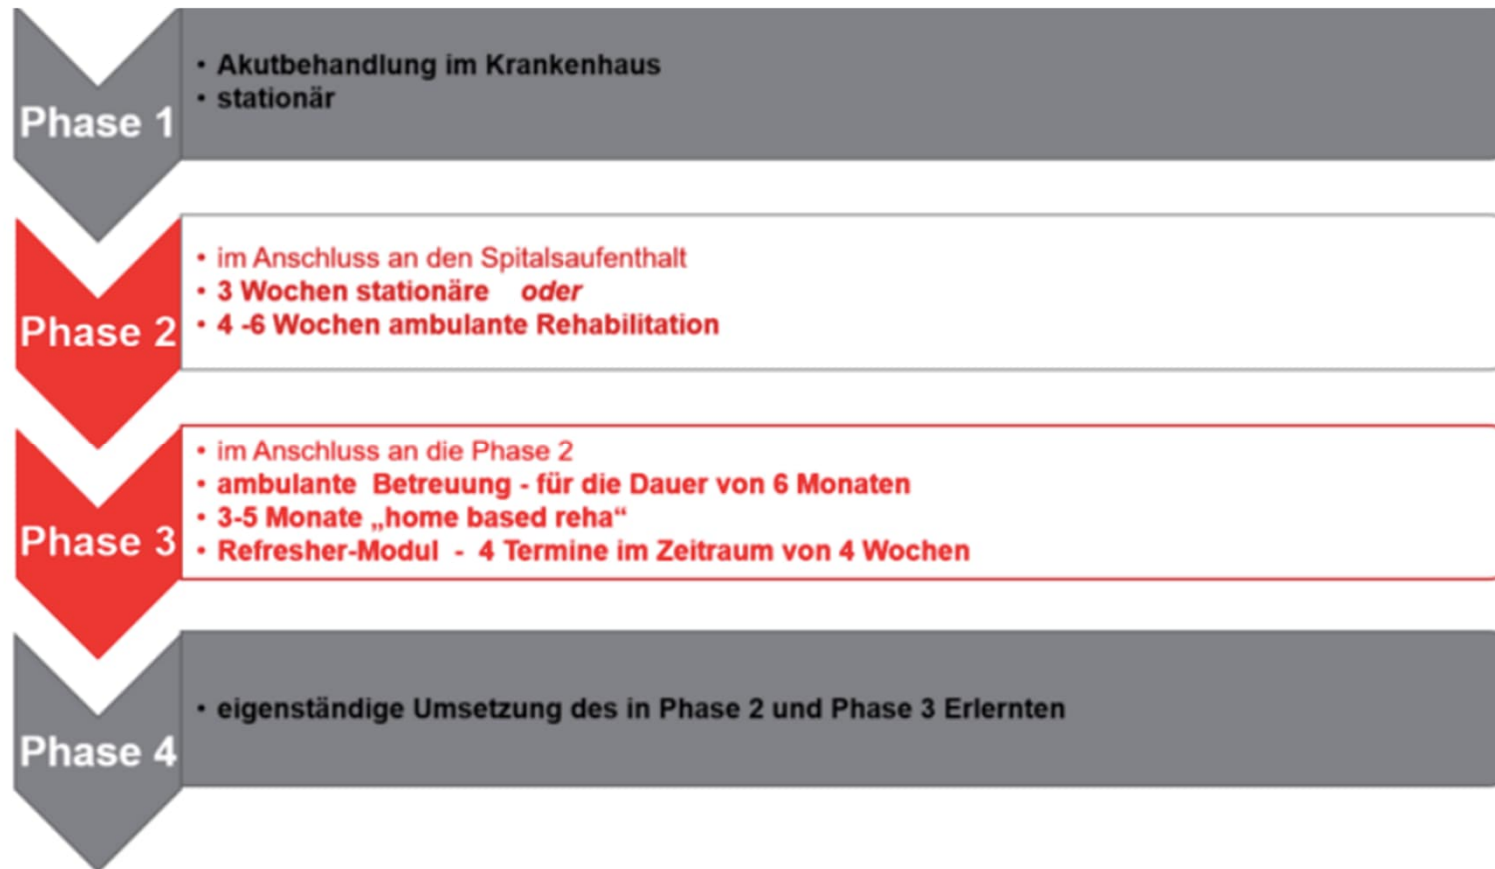 Phase 1
• Akutbehandlung im Krankenhaus
• stationär
Phase 2
• im Anschluss an den Spitalsaufenthalt
• 3 Wochen stationäre oder
• 4 -6 Wochen ambulante Rehabilitation
Phase 3
• im Anschluss an die Phase 2
• ambulante Betreuung - für die Dauer von 6 Monaten
• 3-5 Monate „home based reha“
• Refresher-Modul - 4 Termine im Zeitraum von 4 Wochen
Phase 4
• eigenständige Umsetzung des in Phase 2 und Phase 3 Erlernten